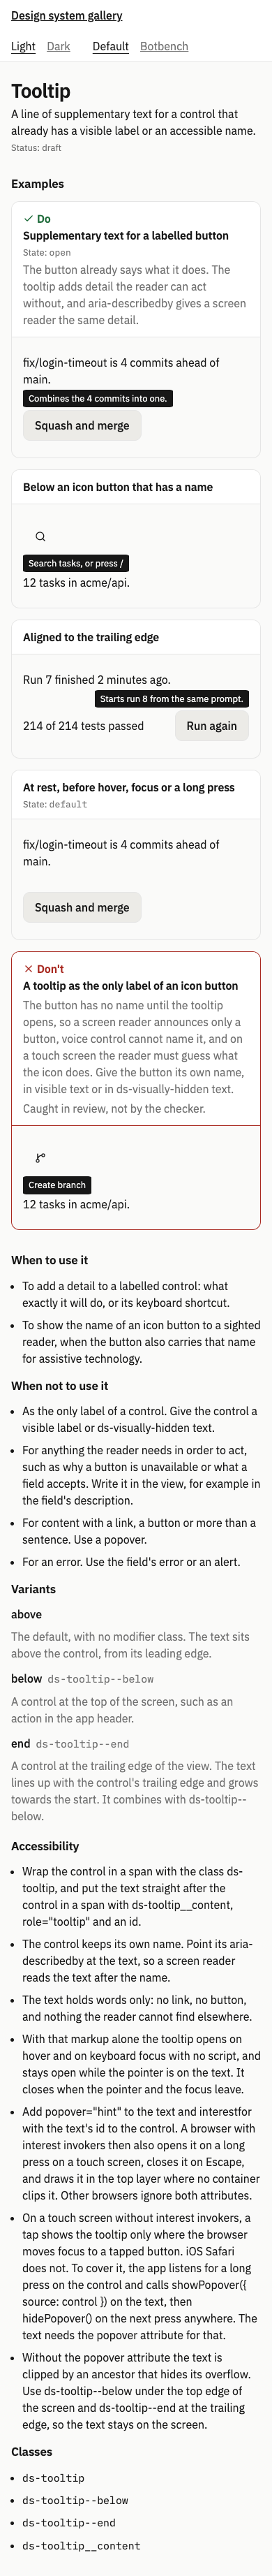 Design system gallery
Light Dark Default Botbench
Tooltip
A line of supplementary text for a control that
already has a visible label or an accessible name.
Status: draft
Examples
Do
Supplementary text for a labelled button
State: open
The button already says what it does. The
tooltip adds detail the reader can act
without, and aria-describedby gives a screen
reader the same detail.
fix/login-timeout is 4 commits ahead of
main.
Combines the 4 commits into one.
Squash and merge
Below an icon button that has a name
Search tasks, or press /
12 tasks in acme/api.
Aligned to the trailing edge
Run 7 finished 2 minutes ago.
Starts run 8 from the same prompt.
214 of 214 tests passed Run again
At rest, before hover, focus or a long press
State: default
fix/login-timeout is 4 commits ahead of
main.
Squash and merge
Don't
A tooltip as the only label of an icon button
The button has no name until the tooltip
opens, so a screen reader announces only a
button, voice control cannot name it, and on
a touch screen the reader must guess what
the icon does. Give the button its own name,
in visible text or in ds-visually-hidden text.
Caught in review, not by the checker.
Create branch
12 tasks in acme/api.
When to use it
• To add a detail to a labelled control: what
exactly it will do, or its keyboard shortcut.
• To show the name of an icon button to a sighted
reader, when the button also carries that name
for assistive technology.
When not to use it
• As the only label of a control. Give the control a
visible label or ds-visually-hidden text.
• For anything the reader needs in order to act,
such as why a button is unavailable or what a
field accepts. Write it in the view, for example in
the field's description.
• For content with a link, a button or more than a
sentence. Use a popover.
• For an error. Use the field's error or an alert.
Variants
above
The default, with no modifier class. The text sits
above the control, from its leading edge.
below ds-tooltip--below
A control at the top of the screen, such as an
action in the app header.
end ds-tooltip--end
A control at the trailing edge of the view. The text
lines up with the control's trailing edge and grows
towards the start. It combines with ds-tooltip--
below.
Accessibility
• Wrap the control in a span with the class ds-
tooltip, and put the text straight after the
control in a span with ds-tooltip__content,
role="tooltip" and an id.
• The control keeps its own name. Point its aria-
describedby at the text, so a screen reader
reads the text after the name.
• The text holds words only: no link, no button,
and nothing the reader cannot find elsewhere.
• With that markup alone the tooltip opens on
hover and on keyboard focus with no script, and
stays open while the pointer is on the text. It
closes when the pointer and the focus leave.
• Add popover="hint" to the text and interestfor
with the text's id to the control. A browser with
interest invokers then also opens it on a long
press on a touch screen, closes it on Escape,
and draws it in the top layer where no container
clips it. Other browsers ignore both attributes.
• On a touch screen without interest invokers, a
tap shows the tooltip only where the browser
moves focus to a tapped button. iOS Safari
does not. To cover it, the app listens for a long
press on the control and calls showPopover({
source: control }) on the text, then
hidePopover() on the next press anywhere. The
text needs the popover attribute for that.
• Without the popover attribute the text is
clipped by an ancestor that hides its overflow.
Use ds-tooltip--below under the top edge of
the screen and ds-tooltip--end at the trailing
edge, so the text stays on the screen.
Classes
• ds-tooltip
• ds-tooltip--below
• ds-tooltip--end
• ds-tooltip__content